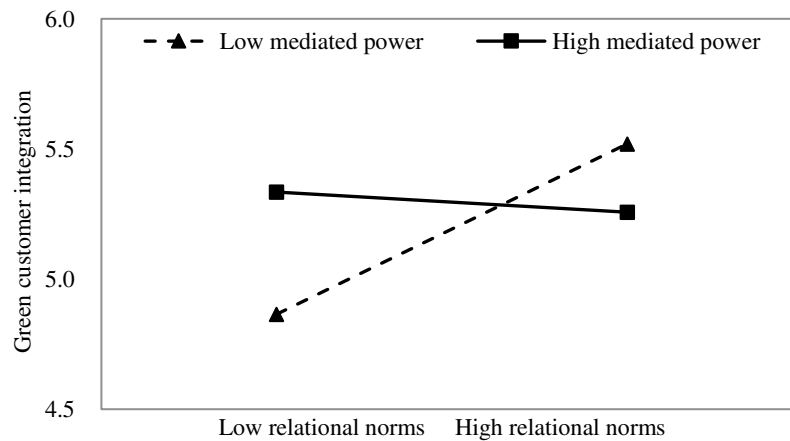 6.0
Low mediated power
High mediated power
5.5
Green customer integration
5.0
4.5
Low relational norms
High relational norms